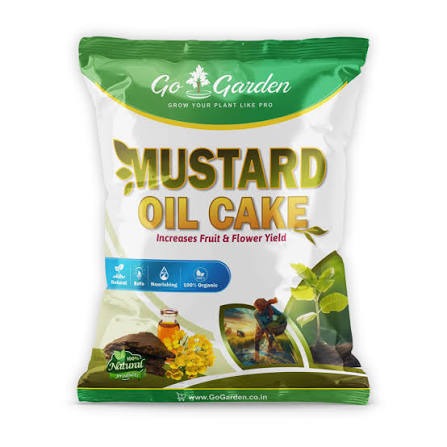 Go Garden
GROW YOUR PLANT LIKE PRO
MUSTARD
OIL CAKE
Increases Fruit & Flower Yield
Natural
Safe
Nourishing
100% Organic
100%
Natural
www.GoGarden.co.in